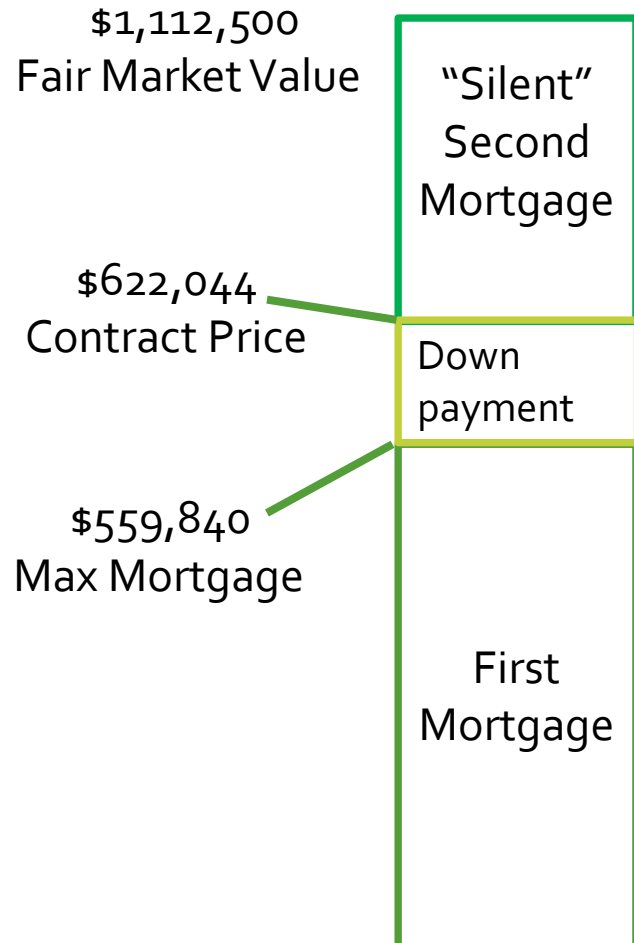 $1,112,500
Fair Market Value
“Silent”
Second
Mortgage
$622,044
Contract Price
Down
payment
$559,840
Max Mortgage
First
Mortgage